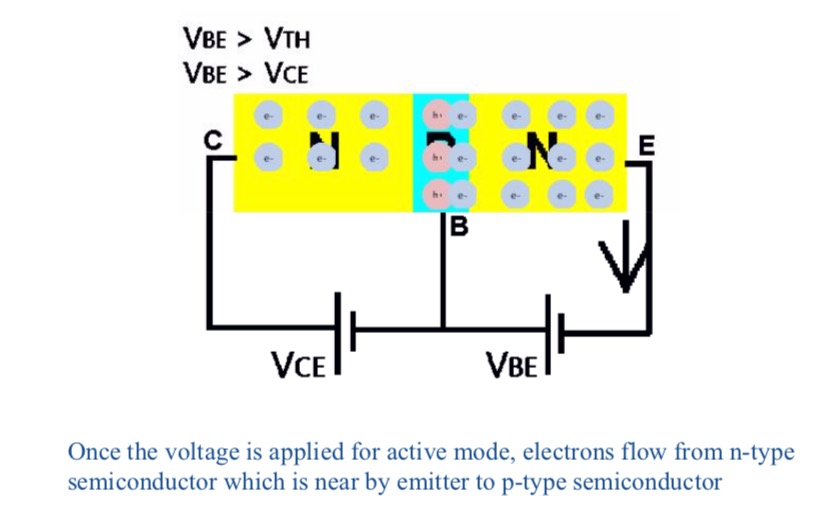 VBE > VTH
VBE > VCE
e- e- e- h+ e- e- e- e-
C N P N E
e- e- e- h+ e- e- e- e-
h+ e- e- e- e-
B
VCE VBE
Once the voltage is applied for active mode, electrons flow from n-type
semiconductor which is near by emitter to p-type semiconductor